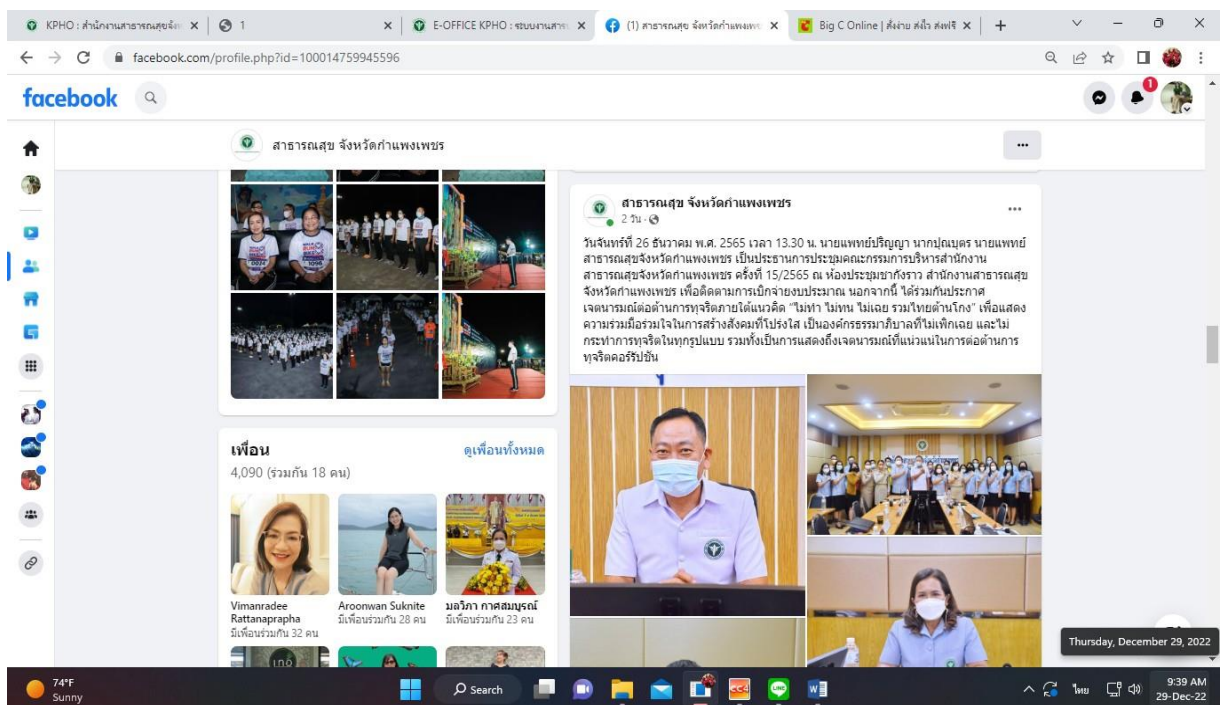 KPHO : สำนักงานสาธารณสุขจังห
1
E-OFFICE KPHO : ระบบงานสาร
(1) สาธารณสุข จังหวัดกำแพงเพช
Big C Online | สั่งง่าย ส่งไว ส่งฟรี
facebook.com/profile.php?id=100014759945596
facebook
1
สาธารณสุข จังหวัดกำแพงเพชร
สาธารณสุข จังหวัดกำแพงเพชร
2 วัน
วันจันทร์ที่ 26 ธันวาคม พ.ศ. 2565 เวลา 13.30 น. นายแพทย์ปริญญา นากปุณบุตร นายแพทย์
สาธารณสุขจังหวัดกำแพงเพชร เป็นประธานการประชุมคณะกรรมการบริหารสำนักงาน
สาธารณสุขจังหวัดกำแพงเพชร ครั้งที่ 15/2565 ณ ห้องประชุมชากังราว สำนักงานสาธารณสุข
จังหวัดกำแพงเพชร เพื่อติดตามการเบิกจ่ายงบประมาณ นอกจากนี้ ได้ร่วมกันประกาศ
เจตนารมณ์ต่อต้านการทุจริตภายใต้แนวคิด "ไม่ทำ ไม่ทน ไม่เฉย รวมไทยต้านโกง" เพื่อแสดง
ความร่วมมือร่วมใจในการสร้างสังคมที่โปร่งใส เป็นองค์กรธรรมาภิบาลที่ไม่เพิกเฉย และไม่
กระทำการทุจริตในทุกรูปแบบ รวมทั้งเป็นการแสดงถึงเจตนารมณ์ที่แน่วแน่ในการต่อต้านการ
ทุจริตคอร์รัปชัน
เพื่อน
ดูเพื่อนทั้งหมด
4,090 (ร่วมกัน 18 คน)
Vimanradee
Rattanaprapha
มีเพื่อนร่วมกัน 32 คน
Aroonwan Suknite
มีเพื่อนร่วมกัน 28 คน
มลวิภา กาศสมบูรณ์
มีเพื่อนร่วมกัน 23 คน
Thursday, December 29, 2022
74°F
Sunny
Search
ไทย
9:39 AM
29-Dec-22